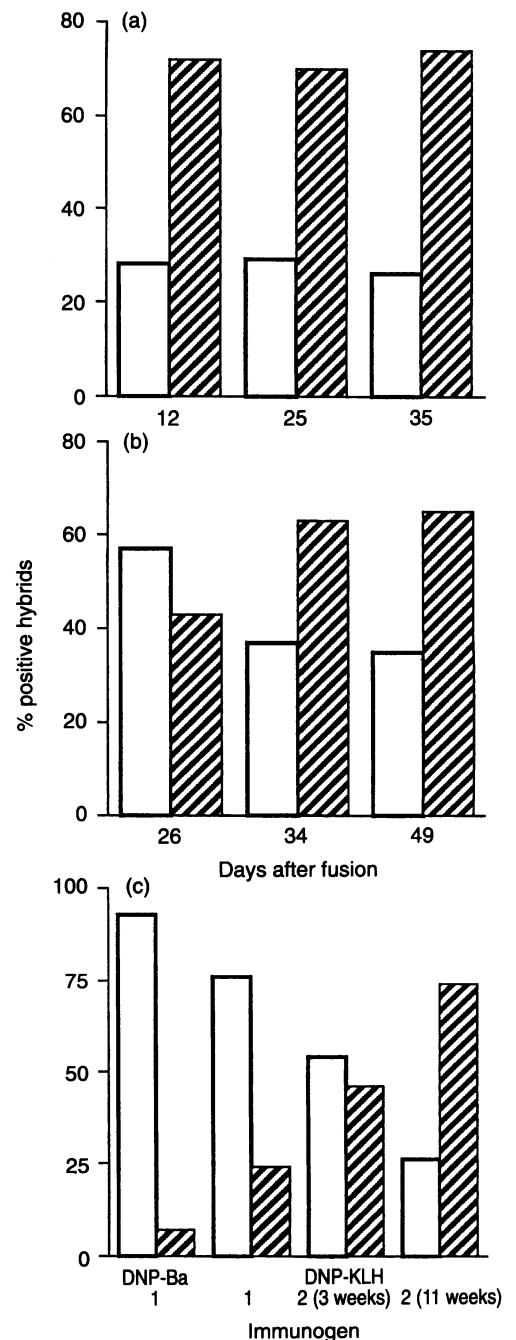 80
(a)
60
40
20
0
12 25 35
80
(b)
60
40
20
0
26 34 49
% positive hybrids
Days after fusion
100
(c)
75
50
25
0
DNP-Ba DNP-KLH
1 1 2 (3 weeks) 2 (11 weeks)
Immunogen